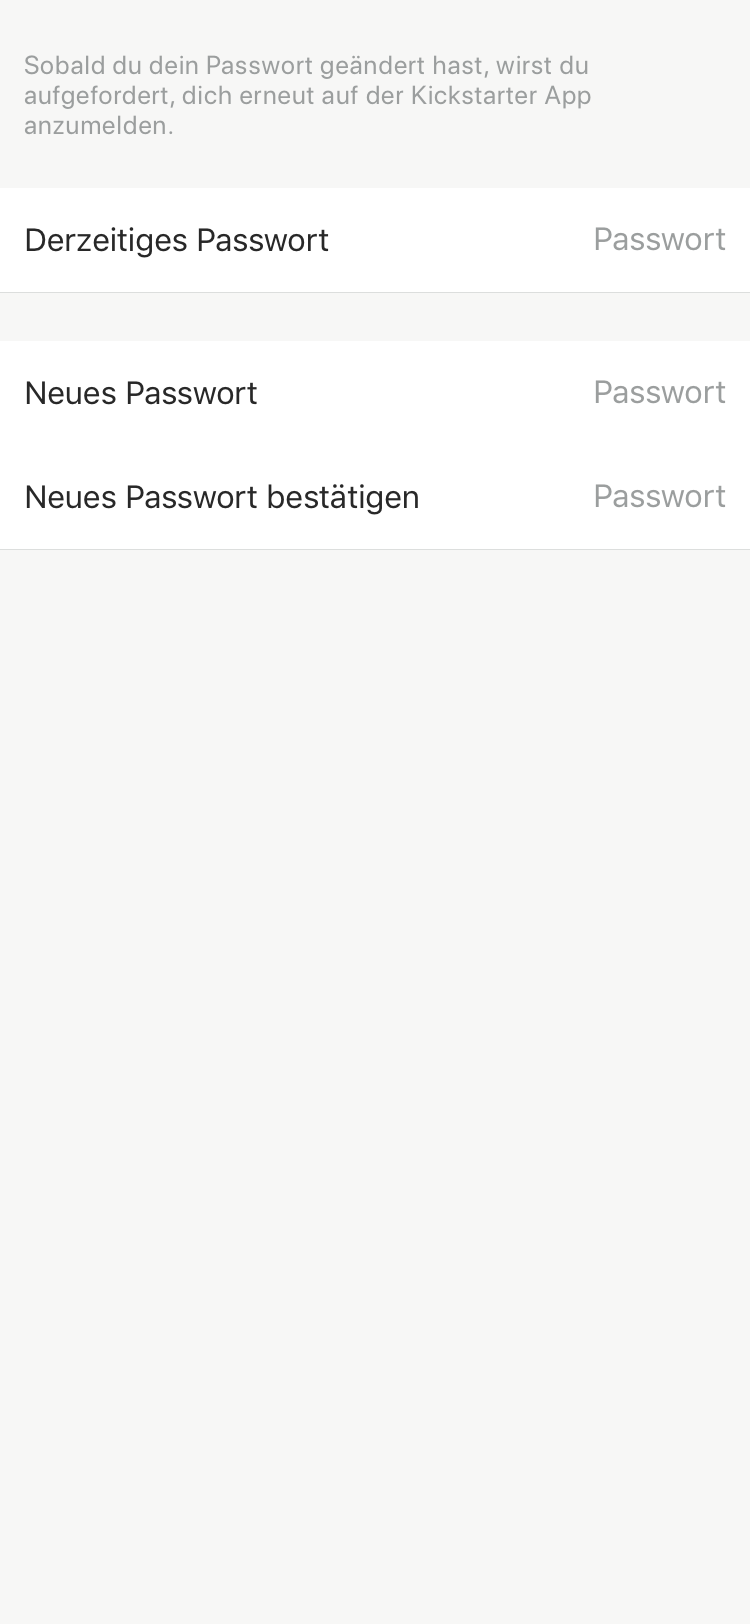 Sobald du dein Passwort geändert hast, wirst du
aufgefordert, dich erneut auf der Kickstarter App
anzumelden.
Derzeitiges Passwort Passwort
Neues Passwort Passwort
Neues Passwort bestätigen Passwort